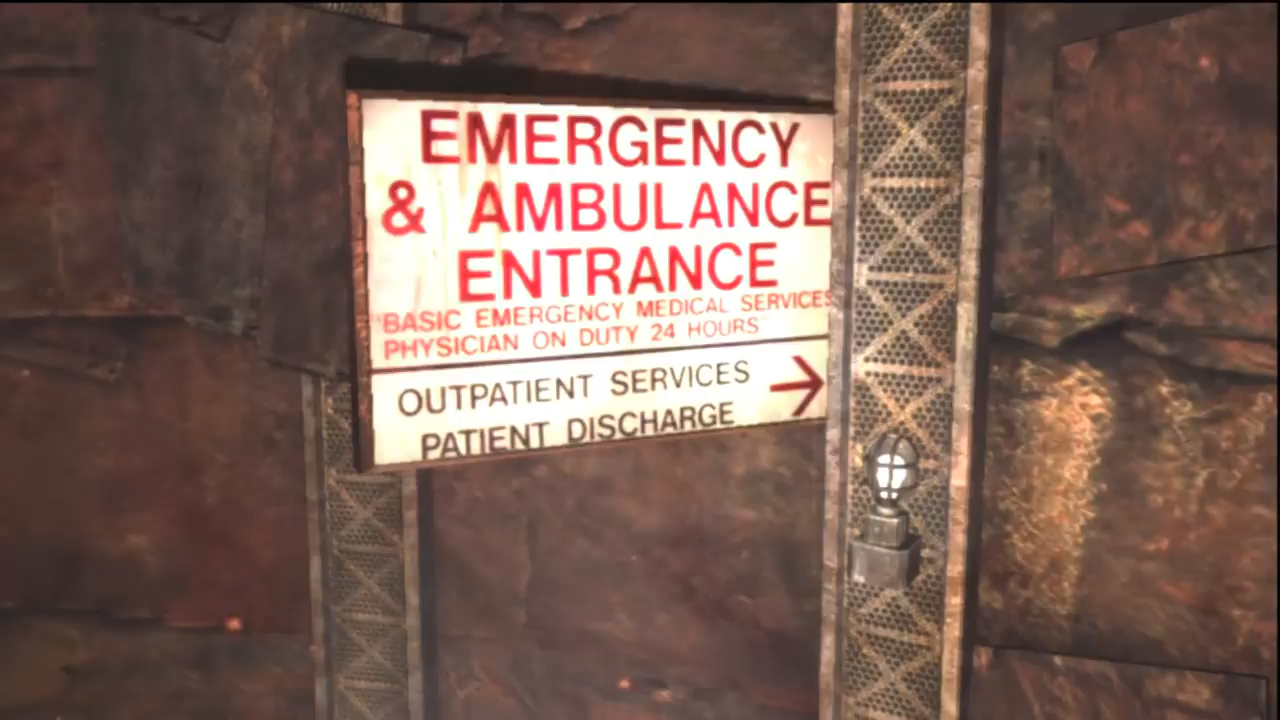 EMERGENCY
& AMBULANCE
ENTRANCE
"BASIC EMERGENCY MEDICAL SERVICES
PHYSICIAN ON DUTY 24 HOURS"
OUTPATIENT SERVICES
PATIENT DISCHARGE